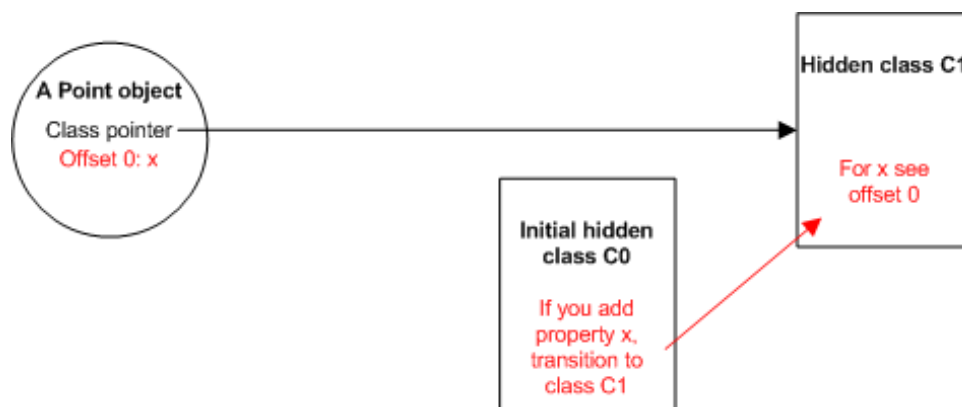 A Point object
Class pointer
Offset 0: x
Hidden class C1
For x see
offset 0
Initial hidden
class C0
If you add
property x,
transition to
class C1